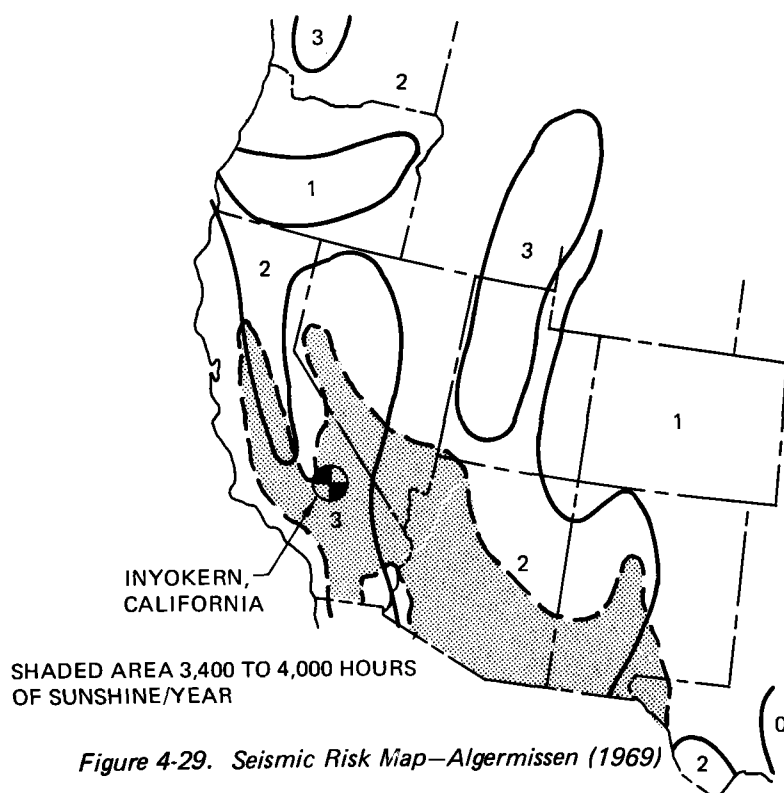 3
2
1
3
2
1
3
2
INYOKERN,
CALIFORNIA
SHADED AREA 3,400 TO 4,000 HOURS
OF SUNSHINE/YEAR
0
2
Figure 4-29. Seismic Risk Map—Algermissen (1969)